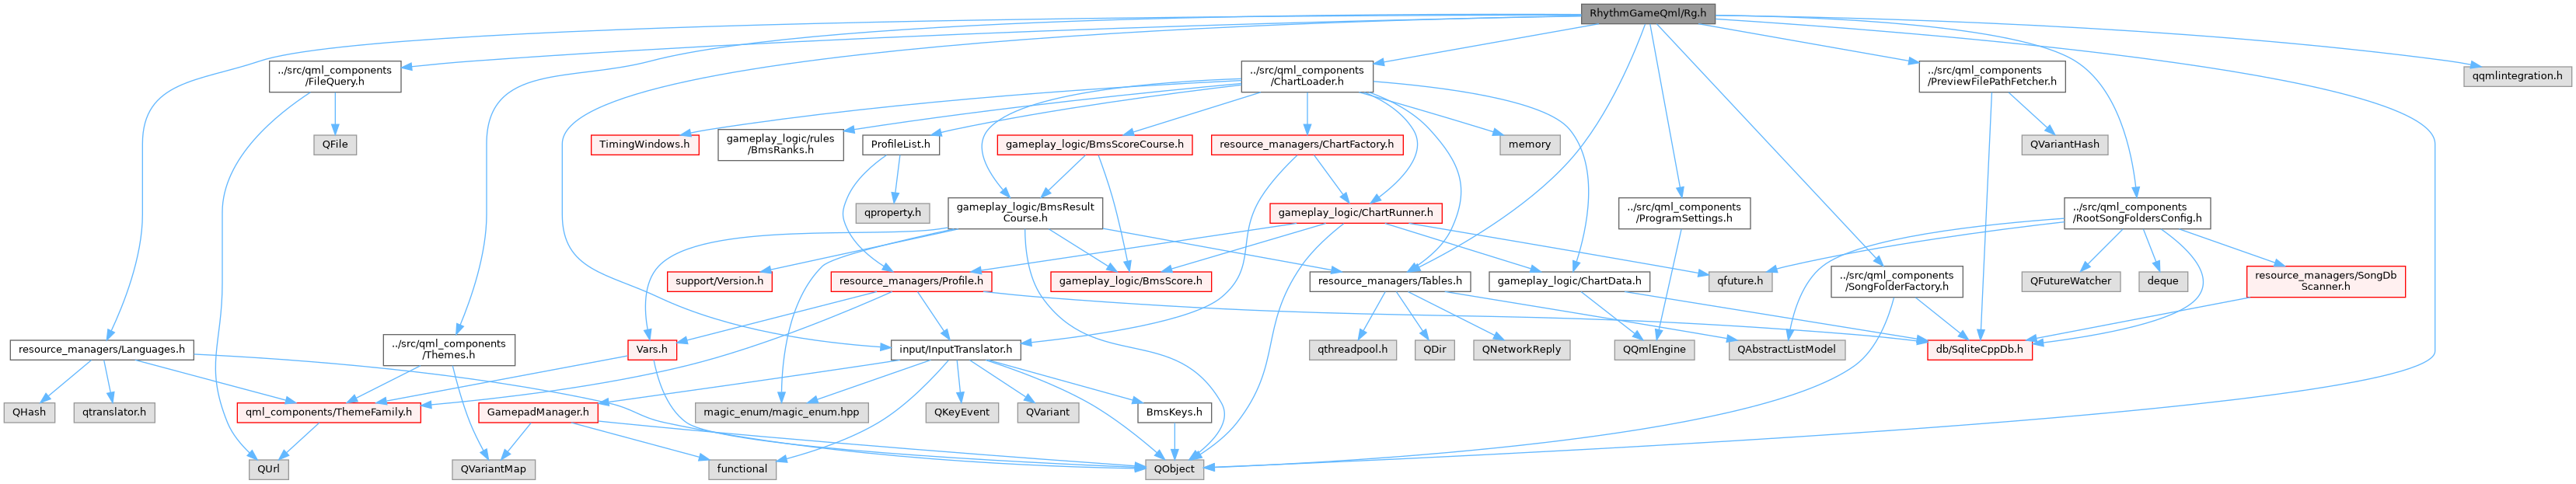 RhythmGameQml/Rg.h
../src/qml_components
/FileQuery.h
../src/qml_components
/ChartLoader.h
../src/qml_components
/PreviewFilePathFetcher.h
qqmlintegration.h
QFile
TimingWindows.h
gameplay_logic/rules
/BmsRanks.h
ProfileList.h
gameplay_logic/BmsScoreCourse.h
resource_managers/ChartFactory.h
memory
QVariantHash
qproperty.h
gameplay_logic/BmsResult
Course.h
gameplay_logic/ChartRunner.h
../src/qml_components
/ProgramSettings.h
../src/qml_components
/RootSongFoldersConfig.h
support/Version.h
resource_managers/Profile.h
gameplay_logic/BmsScore.h
resource_managers/Tables.h
qfuture.h
gameplay_logic/ChartData.h
../src/qml_components
/SongFolderFactory.h
QFutureWatcher
deque
resource_managers/SongDb
Scanner.h
resource_managers/Languages.h
../src/qml_components
/Themes.h
Vars.h
input/InputTranslator.h
qthreadpool.h
QDir
QNetworkReply
QQmlEngine
QAbstractListModel
db/SqliteCppDb.h
QHash
qtranslator.h
qml_components/ThemeFamily.h
GamepadManager.h
magic_enum/magic_enum.hpp
QKeyEvent
QVariant
BmsKeys.h
QUrl
QVariantMap
functional
QObject